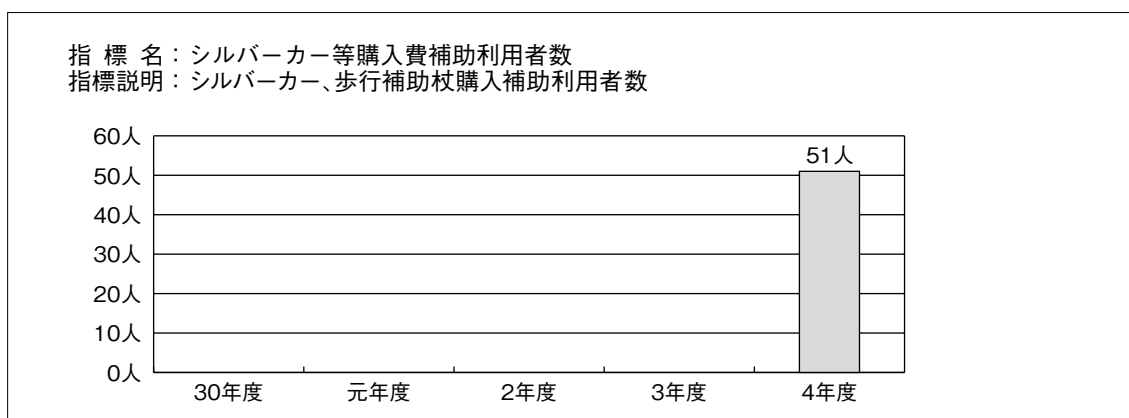 指標名：シルバーカー等購入費補助利用者数
指標説明：シルバーカー、歩行補助杖購入補助利用者数
60人
51人
50人
40人
30人
20人
10人
0人
30年度 元年度 2年度 3年度 4年度